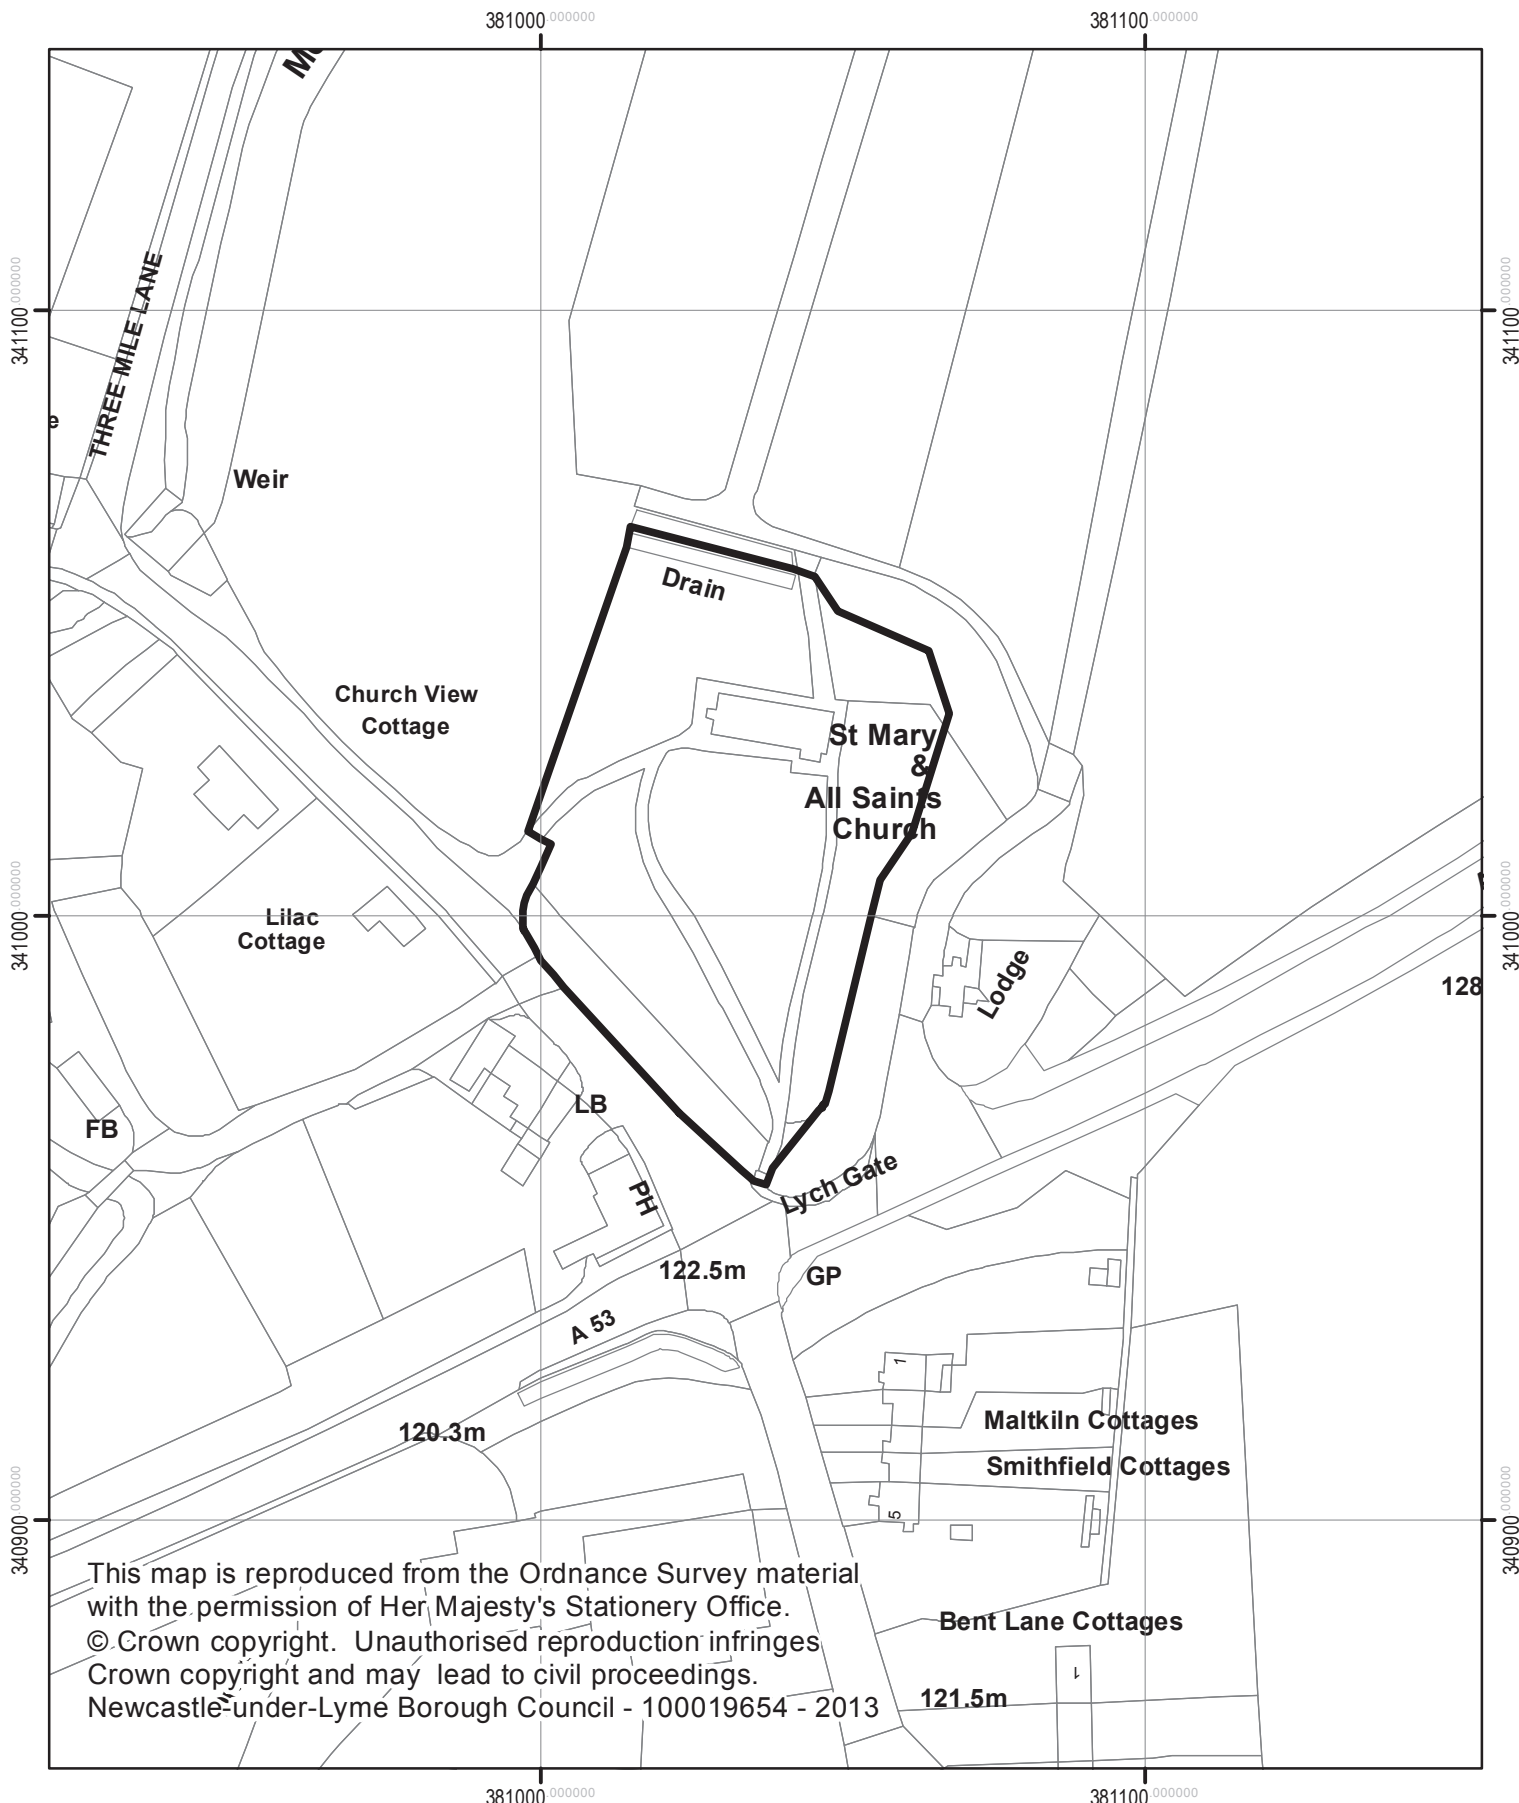 381000.000000
381100.000000
THREE MILE LANE
341100.000000
341100.000000
e
Weir
Drain
Church View
Cottage
St Mary
&
All Saints
Church
Lilac
Cottage
341000.000000
341000.000000
Lodge
128
FB
LB
PH
Lych Gate
122.5m
GP
A 53
120.3m
1
Maltkiln Cottages
Smithfield Cottages
5
340900.000000
340900.000000
This map is reproduced from the Ordnance Survey material
with the permission of Her Majesty's Stationery Office.
© Crown copyright. Unauthorised reproduction infringes
Crown copyright and may lead to civil proceedings.
Newcastle-under-Lyme Borough Council - 100019654 - 2013
Bent Lane Cottages
1
121.5m
381000.000000
381100.000000